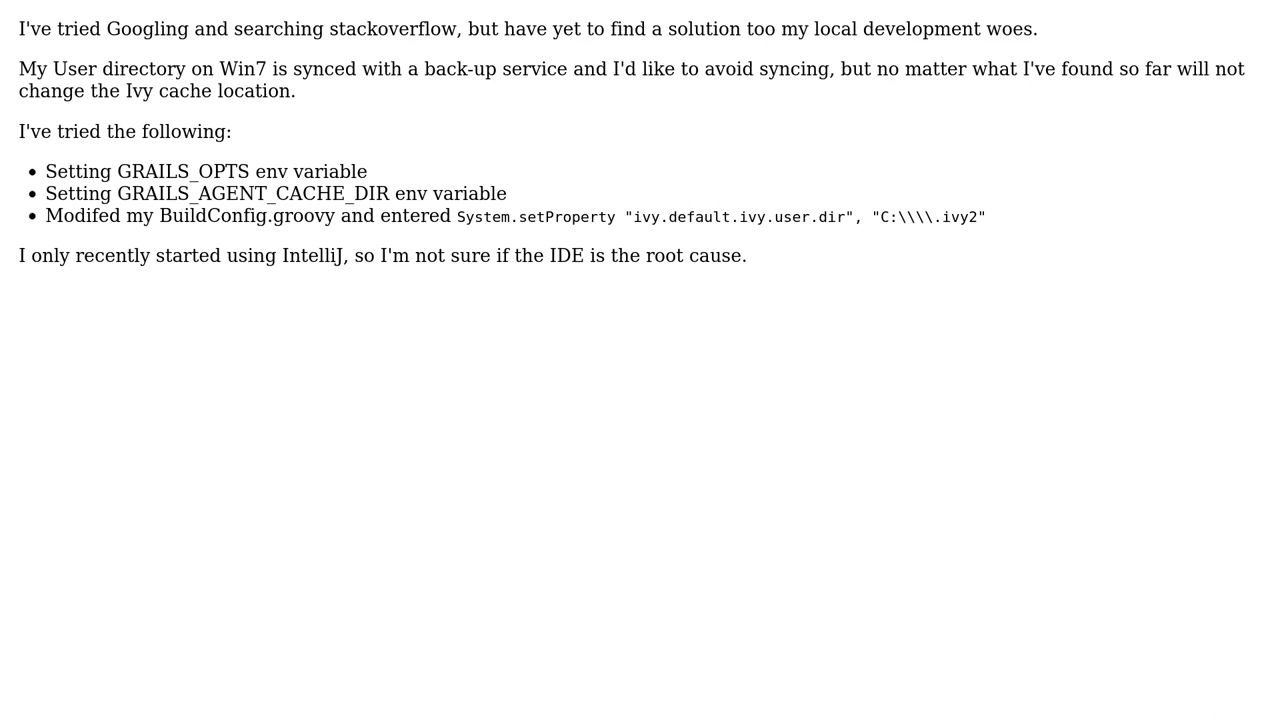 I've tried Googling and searching stackoverflow, but have yet to find a solution too my local development woes.
My User directory on Win7 is synced with a back-up service and I'd like to avoid syncing, but no matter what I've found so far will not
change the Ivy cache location.
I've tried the following:
• Setting GRAILS_OPTS env variable
• Setting GRAILS_AGENT_CACHE_DIR env variable
• Modifed my BuildConfig.groovy and entered System.setProperty "ivy.default.ivy.user.dir", "C:\\\\.ivy2"
I only recently started using IntelliJ, so I'm not sure if the IDE is the root cause.